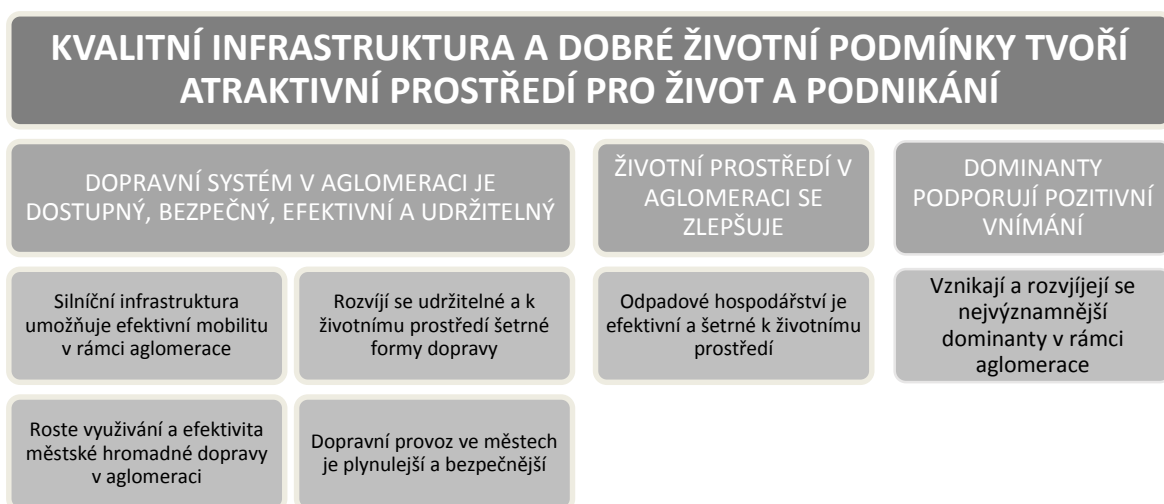 KVALITNÍ INFRASTRUKTURA A DOBRÉ ŽIVOTNÍ PODMÍNKY TVOŘÍ
ATRAKTIVNÍ PROSTŘEDÍ PRO ŽIVOT A PODNIKÁNÍ
DOPRAVNÍ SYSTÉM V AGLOMERACI JE
DOSTUPNÝ, BEZPEČNÝ, EFEKTIVNÍ A UDRŽITELNÝ
ŽIVOTNÍ PROSTŘEDÍ V
AGLOMERACI SE
ZLEPŠUJE
DOMINANTY
PODPORUJÍ POZITIVNÍ
VNÍMÁNÍ
Silníční infrastruktura
umožňuje efektivní mobilitu
v rámci aglomerace
Rozvíjí se udržitelné a k
životnímu prostředí šetrné
formy dopravy
Odpadové hospodářství je
efektivní a šetrné k životnímu
prostředí
Vznikají a rozvjíjejí se
nejvýznamnější
dominanty v rámci
aglomerace
Roste využívání a efektivita
městské hromadné dopravy
v aglomeraci
Dopravní provoz ve městech
je plynulejší a bezpečnější